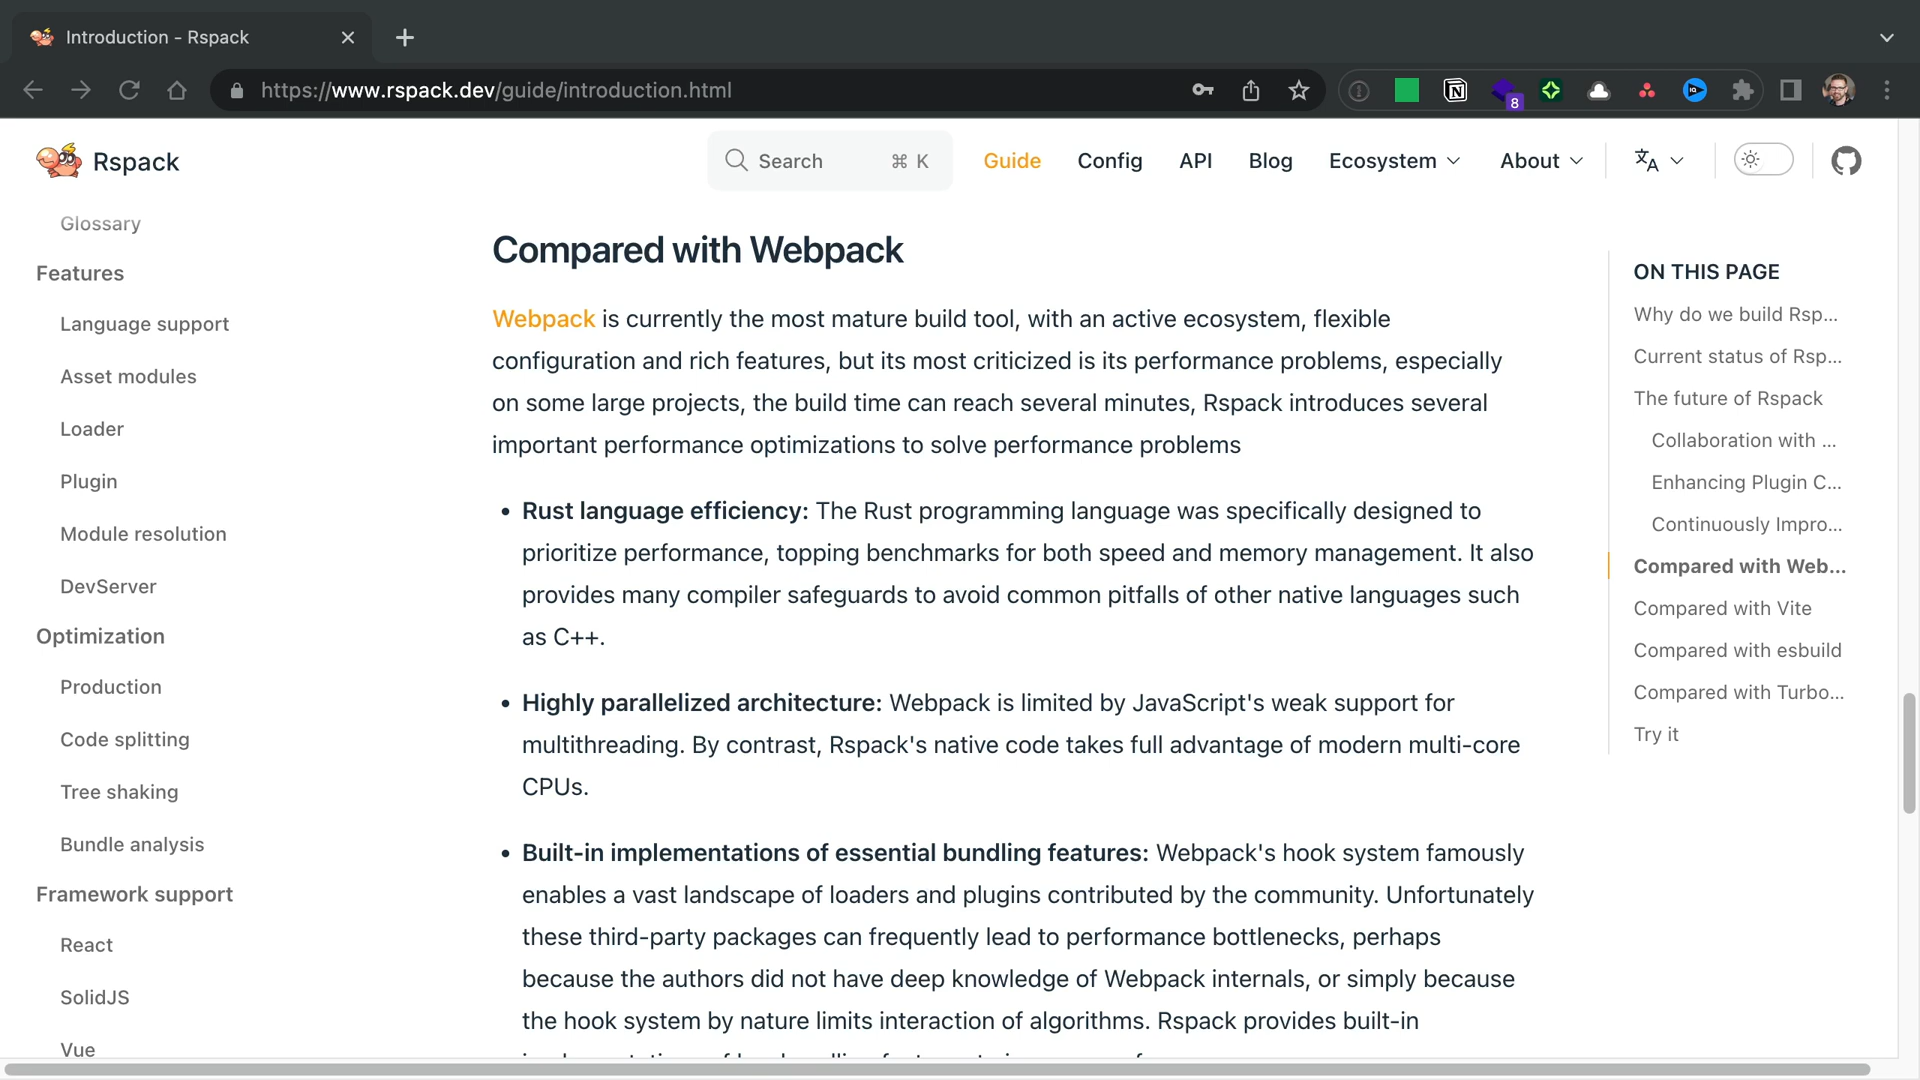 Introduction - Rspack
https://www.rspack.dev/guide/introduction.html
8
Rspack
Search
⌘ K
Guide
Config
API
Blog
Ecosystem
About
Glossary
Features
Language support
Asset modules
Loader
Plugin
Module resolution
DevServer
Optimization
Production
Code splitting
Tree shaking
Bundle analysis
Framework support
React
SolidJS
Vue
Compared with Webpack
Webpack is currently the most mature build tool, with an active ecosystem, flexible
configuration and rich features, but its most criticized is its performance problems, especially
on some large projects, the build time can reach several minutes, Rspack introduces several
important performance optimizations to solve performance problems
• Rust language efficiency: The Rust programming language was specifically designed to
prioritize performance, topping benchmarks for both speed and memory management. It also
provides many compiler safeguards to avoid common pitfalls of other native languages such
as C++.
• Highly parallelized architecture: Webpack is limited by JavaScript's weak support for
multithreading. By contrast, Rspack's native code takes full advantage of modern multi-core
CPUs.
• Built-in implementations of essential bundling features: Webpack's hook system famously
enables a vast landscape of loaders and plugins contributed by the community. Unfortunately
these third-party packages can frequently lead to performance bottlenecks, perhaps
because the authors did not have deep knowledge of Webpack internals, or simply because
the hook system by nature limits interaction of algorithms. Rspack provides built-in
ON THIS PAGE
Why do we build Rsp...
Current status of Rsp...
The future of Rspack
Collaboration with ...
Enhancing Plugin C...
Continuously Impro...
Compared with Web...
Compared with Vite
Compared with esbuild
Compared with Turbo...
Try it